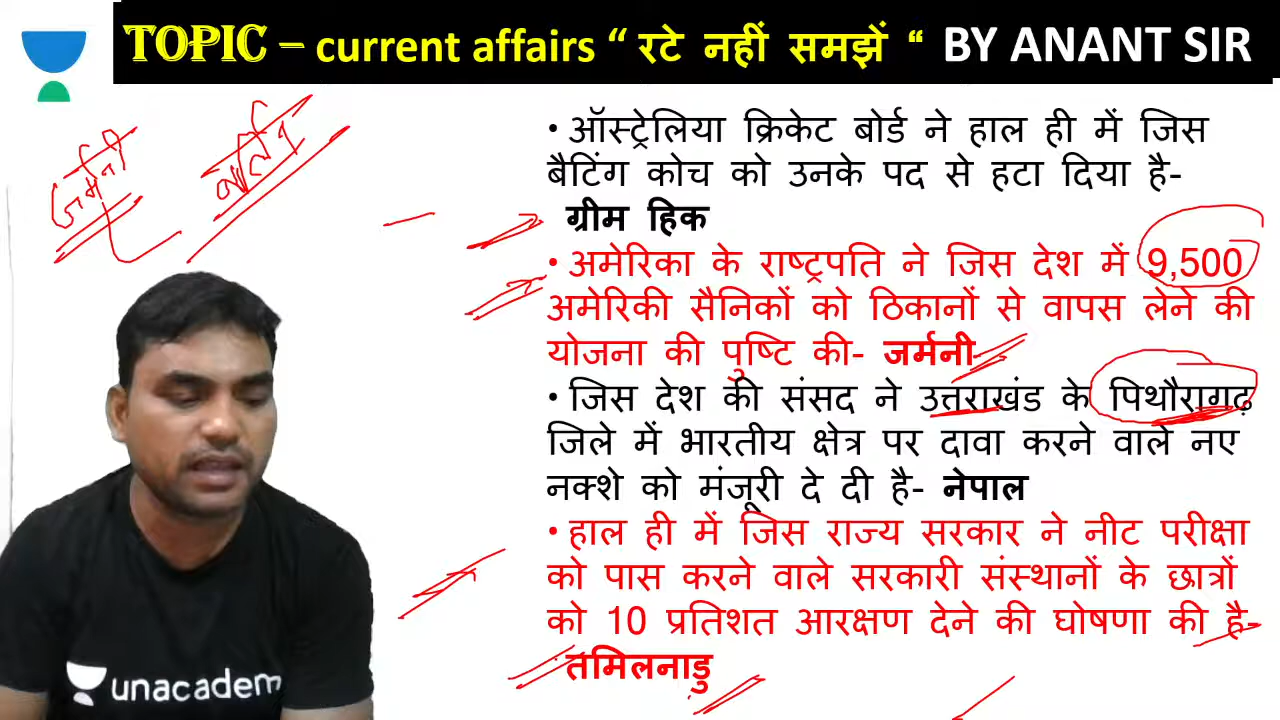 TOPIC – current affairs “ रटे नहीं समझें “ BY ANANT SIR
जर्मनी
• ऑस्ट्रेलिया क्रिकेट बोर्ड ने हाल ही में जिस
बैटिंग कोच को उनके पद से हटा दिया है-
ग्रीम हिक
• अमेरिका के राष्ट्रपति ने जिस देश में 9,500
अमेरिकी सैनिकों को ठिकानों से वापस लेने की
योजना की पुष्टि की- जर्मनी
• जिस देश की संसद ने उत्तराखंड के पिथौरागढ़
जिले में भारतीय क्षेत्र पर दावा करने वाले नए
नक्शे को मंजूरी दे दी है- नेपाल
• हाल ही में जिस राज्य सरकार ने नीट परीक्षा
को पास करने वाले सरकारी संस्थानों के छात्रों
को 10 प्रतिशत आरक्षण देने की घोषणा की है-
तमिलनाडु
unacadem